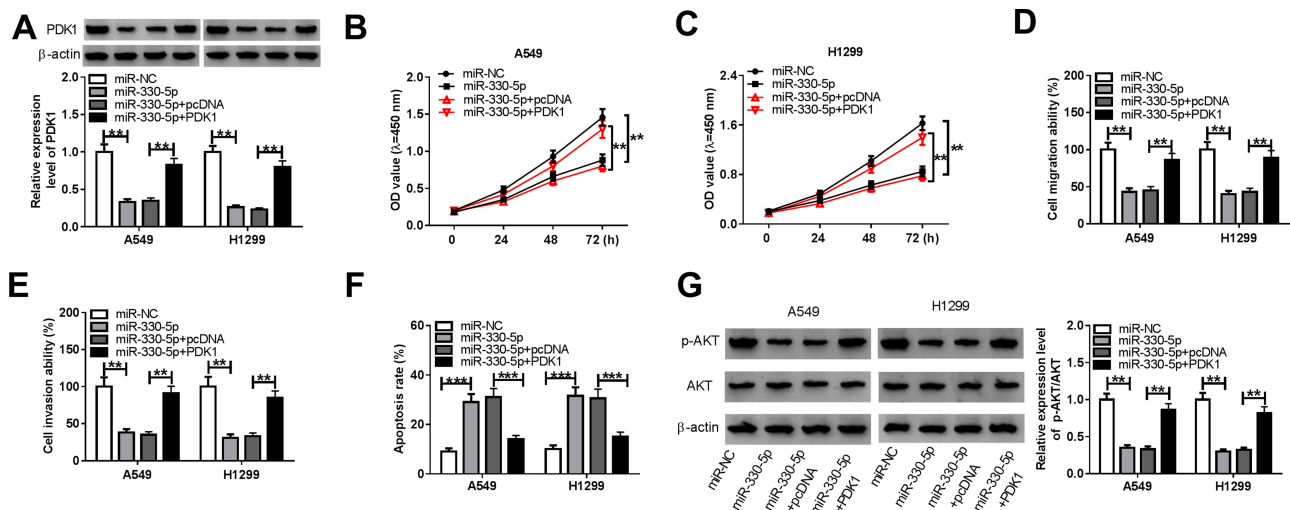 A
PDK1
β-actin
miR-NC
miR-330-5p
miR-330-5p+pcDNA
miR-330-5p+PDK1
Relative expression
level of PDK1
2.0
1.5
1.0
0.5
0.0
**
**
**
**
A549
H1299
B
A549
miR-NC
miR-330-5p
miR-330-5p+pcDNA
miR-330-5p+PDK1
OD value (λ=450 nm)
2.0
1.5
1.0
0.5
0.0
**
**
0
24
48
72 (h)
C
H1299
miR-NC
miR-330-5p
miR-330-5p+pcDNA
miR-330-5p+PDK1
OD value (λ=450 nm)
2.4
1.8
1.2
0.6
0.0
**
**
0
24
48
72 (h)
D
miR-NC
miR-330-5p
miR-330-5p+pcDNA
miR-330-5p+PDK1
Cell migration ability (%)
200
150
100
50
0
**
**
**
**
A549
H1299
E
miR-NC
miR-330-5p
miR-330-5p+pcDNA
miR-330-5p+PDK1
Cell invasion ability (%)
200
150
100
50
0
**
**
**
**
A549
H1299
F
miR-NC
miR-330-5p
miR-330-5p+pcDNA
miR-330-5p+PDK1
Apoptosis rate (%)
60
40
20
0
***
***
***
***
A549
H1299
G
A549
H1299
p-AKT
AKT
β-actin
miR-NC
miR-330-5p
miR-330-5p
+pcDNA
miR-330-5p
+PDK1
miR-NC
miR-330-5p
miR-330-5p
+pcDNA
miR-330-5p
+PDK1
miR-NC
miR-330-5p
miR-330-5p+pcDNA
miR-330-5p+PDK1
Relative expression level
of p-AKT/AKT
2.0
1.5
1.0
0.5
0.0
**
**
**
**
A549
H1299